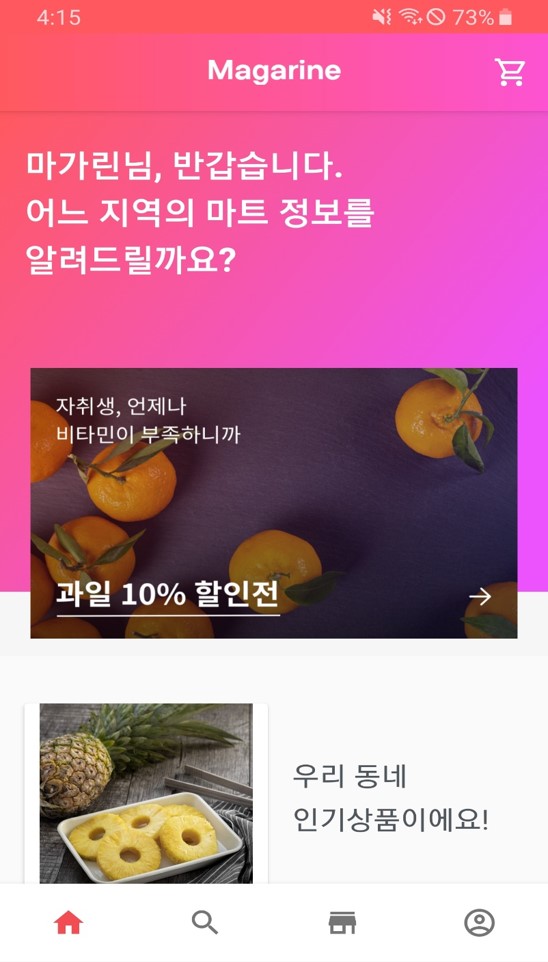 4:15
73%
Magarine
마가린님, 반갑습니다.
어느 지역의 마트 정보를
알려드릴까요?
자취생, 언제나
비타민이 부족하니까
과일 10% 할인전
우리 동네
인기상품이에요!